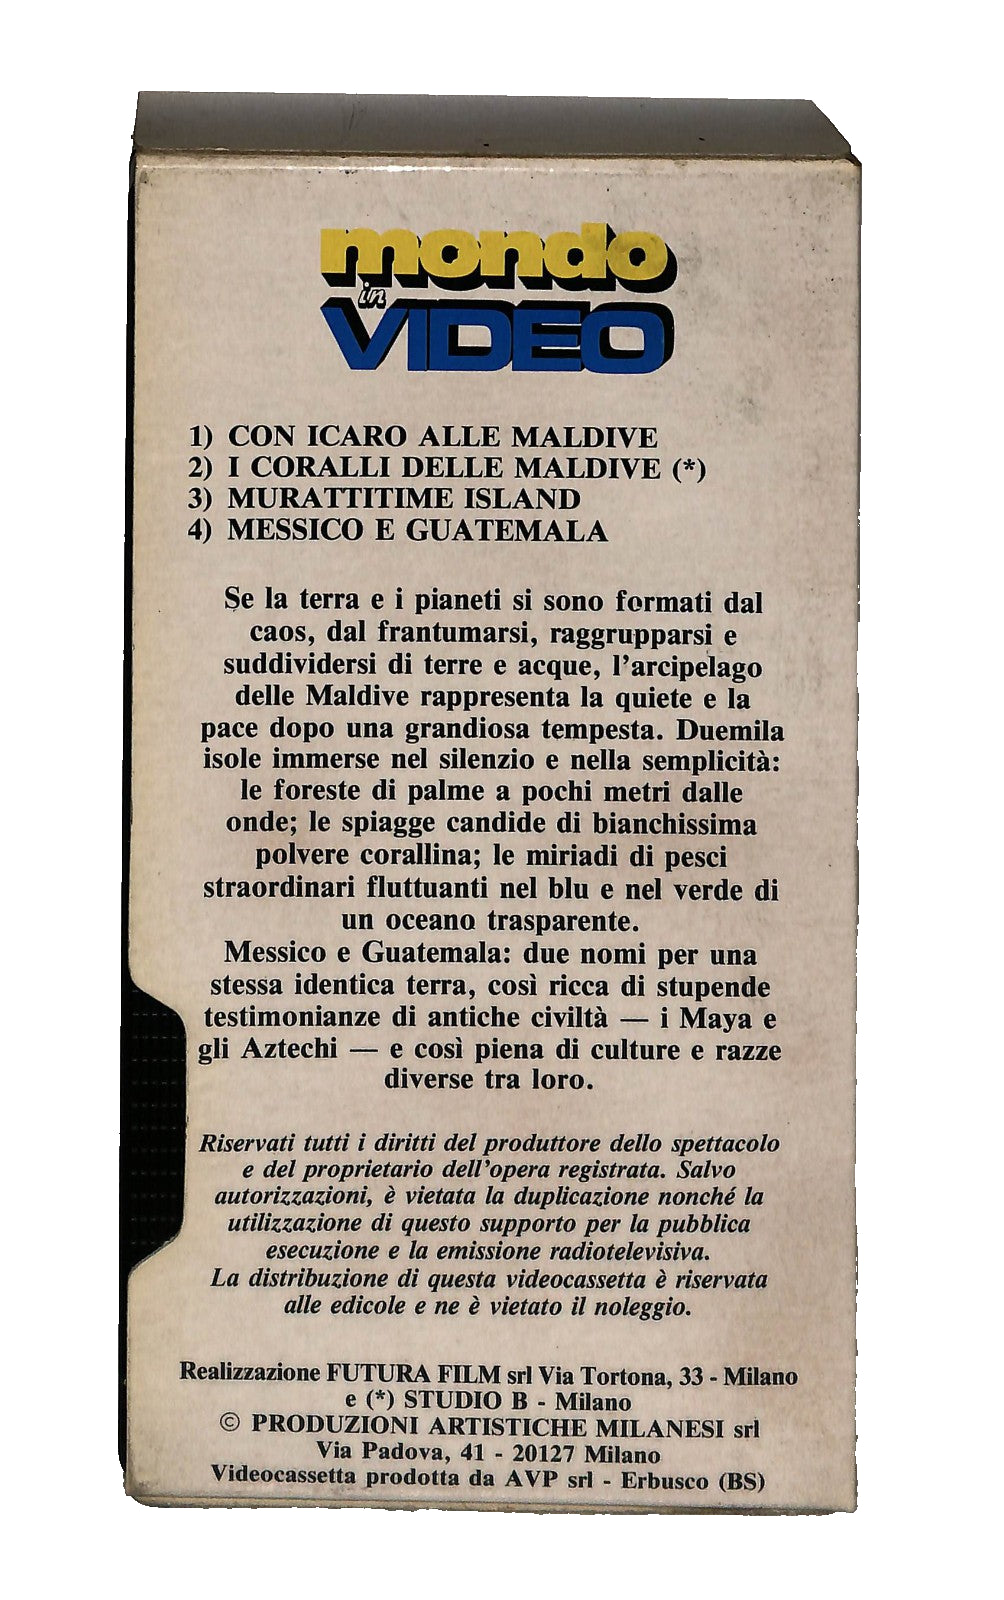 mondo
in
VIDEO
1) CON ICARO ALLE MALDIVE
2) I CORALLI DELLE MALDIVE (*)
3) MURATTITIME ISLAND
4) MESSICO E GUATEMALA
Se la terra e i pianeti si sono formati dal
caos, dal frantumarsi, raggrupparsi e
suddividersi di terre e acque, l'arcipelago
delle Maldive rappresenta la quiete e la
pace dopo una grandiosa tempesta. Duemila
isole immerse nel silenzio e nella semplicità:
le foreste di palme a pochi metri dalle
onde; le spiagge candide di bianchissima
polvere corallina; le miriadi di pesci
straordinari fluttuanti nel blu e nel verde di
un oceano trasparente.
Messico e Guatemala: due nomi per una
stessa identica terra, così ricca di stupende
testimonianze di antiche civiltà — i Maya e
gli Aztechi — e così piena di culture e razze
diverse tra loro.
Riservati tutti i diritti del produttore dello spettacolo
e del proprietario dell'opera registrata. Salvo
autorizzazioni, è vietata la duplicazione nonché la
utilizzazione di questo supporto per la pubblica
esecuzione e la emissione radiotelevisiva.
La distribuzione di questa videocassetta è riservata
alle edicole e ne è vietato il noleggio.
Realizzazione FUTURA FILM srl Via Tortona, 33 - Milano
e (*) STUDIO B - Milano
© PRODUZIONI ARTISTICHE MILANESI srl
Via Padova, 41 - 20127 Milano
Videocassetta prodotta da AVP srl - Erbusco (BS)